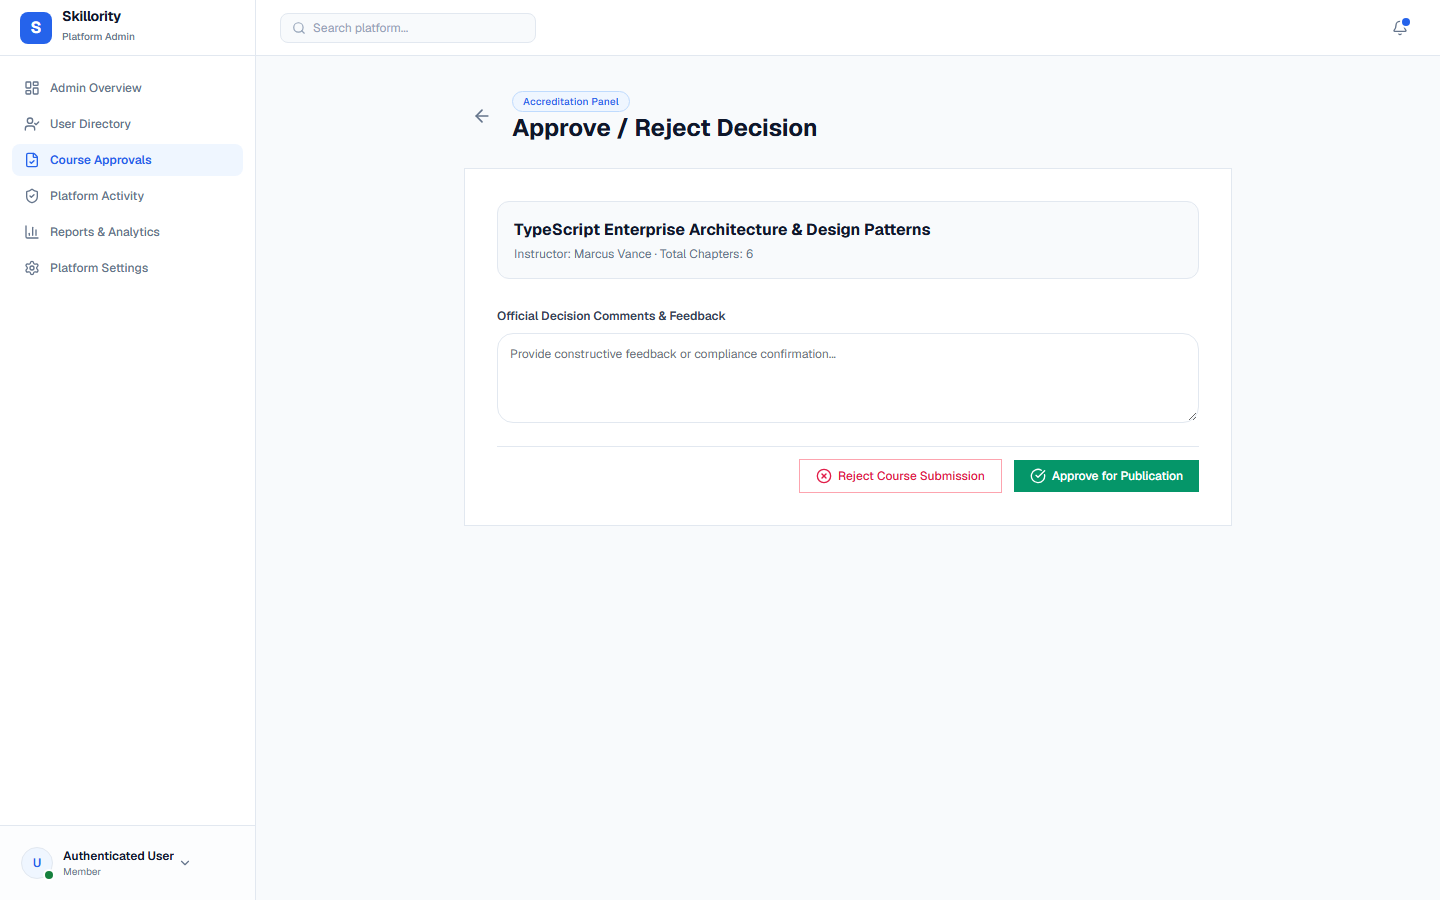 S
Skillority
Platform Admin
Search platform...
Admin Overview
User Directory
Course Approvals
Platform Activity
Reports & Analytics
Platform Settings
Accreditation Panel
Approve / Reject Decision
TypeScript Enterprise Architecture & Design Patterns
Instructor: Marcus Vance · Total Chapters: 6
Official Decision Comments & Feedback
Provide constructive feedback or compliance confirmation...
Reject Course Submission
Approve for Publication
U
Authenticated User
Member